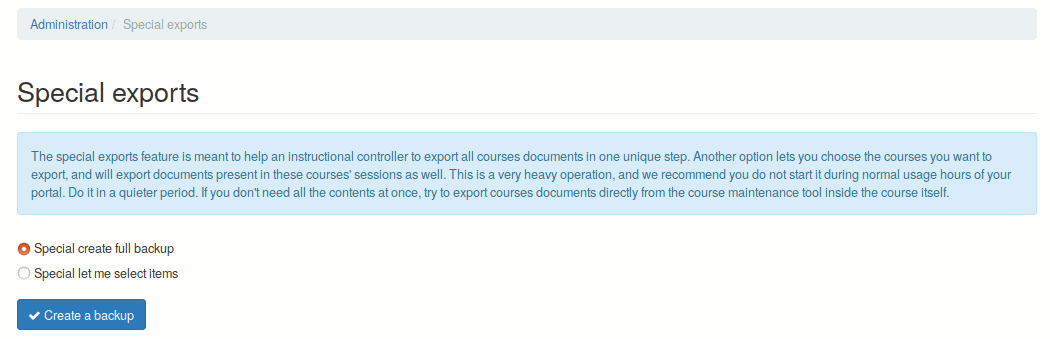 Administration / Special exports
Special exports
The special exports feature is meant to help an instructional controller to export all courses documents in one unique step. Another option lets you choose the courses you want to
export, and will export documents present in these courses' sessions as well. This is a very heavy operation, and we recommend you do not start it during normal usage hours of your
portal. Do it in a quieter period. If you don't need all the contents at once, try to export courses documents directly from the course maintenance tool inside the course itself.
Special create full backup
Special let me select items
Create a backup